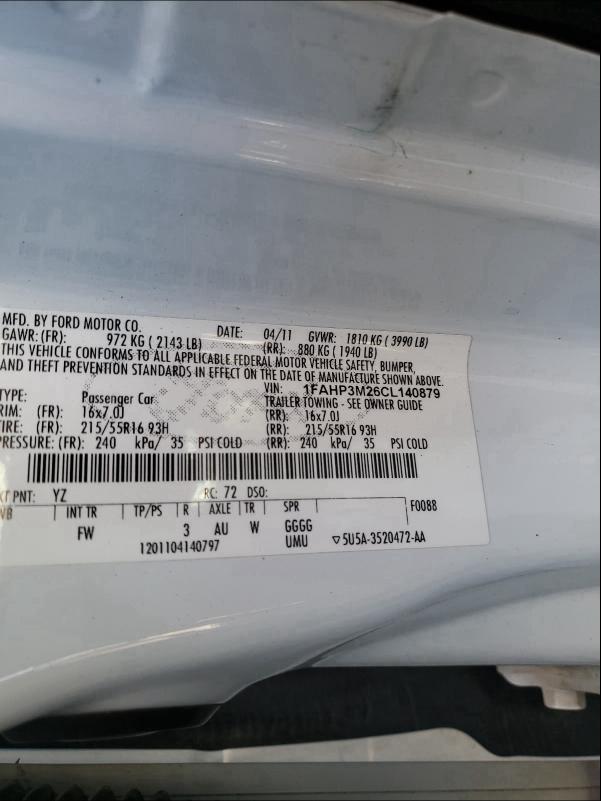 MFD. BY FORD MOTOR CO. DATE: 04/11 GVWR: 1810 KG ( 3990 LB)
GAWR: (FR): 972 KG ( 2143 LB) (RR): 880 KG ( 1940 LB)
THIS VEHICLE CONFORMS TO ALL APPLICABLE FEDERAL MOTOR VEHICLE SAFETY, BUMPER,
AND THEFT PREVENTION STANDARDS IN EFFECT ON THE DATE OF MANUFACTURE SHOWN ABOVE.
VIN: 1FAHP3M26CL140879
TYPE: Passenger Car TRAILER TOWING - SEE OWNER GUIDE
RIM: (FR): 16x7.0J (RR): 16x7.0J
TIRE: (FR): 215/55R16 93H (RR): 215/55R16 93H
PRESSURE: (FR): 240 kPa/ 35 PSI COLD (RR): 240 kPa/ 35 PSI COLD
XT PNT: YZ RC: 72 DSO:
WB INT TR TP/PS R AXLE TR SPR F0088
FW 3 AU W GGGG
1201104140797 UMU ▽5U5A-3520472-AA